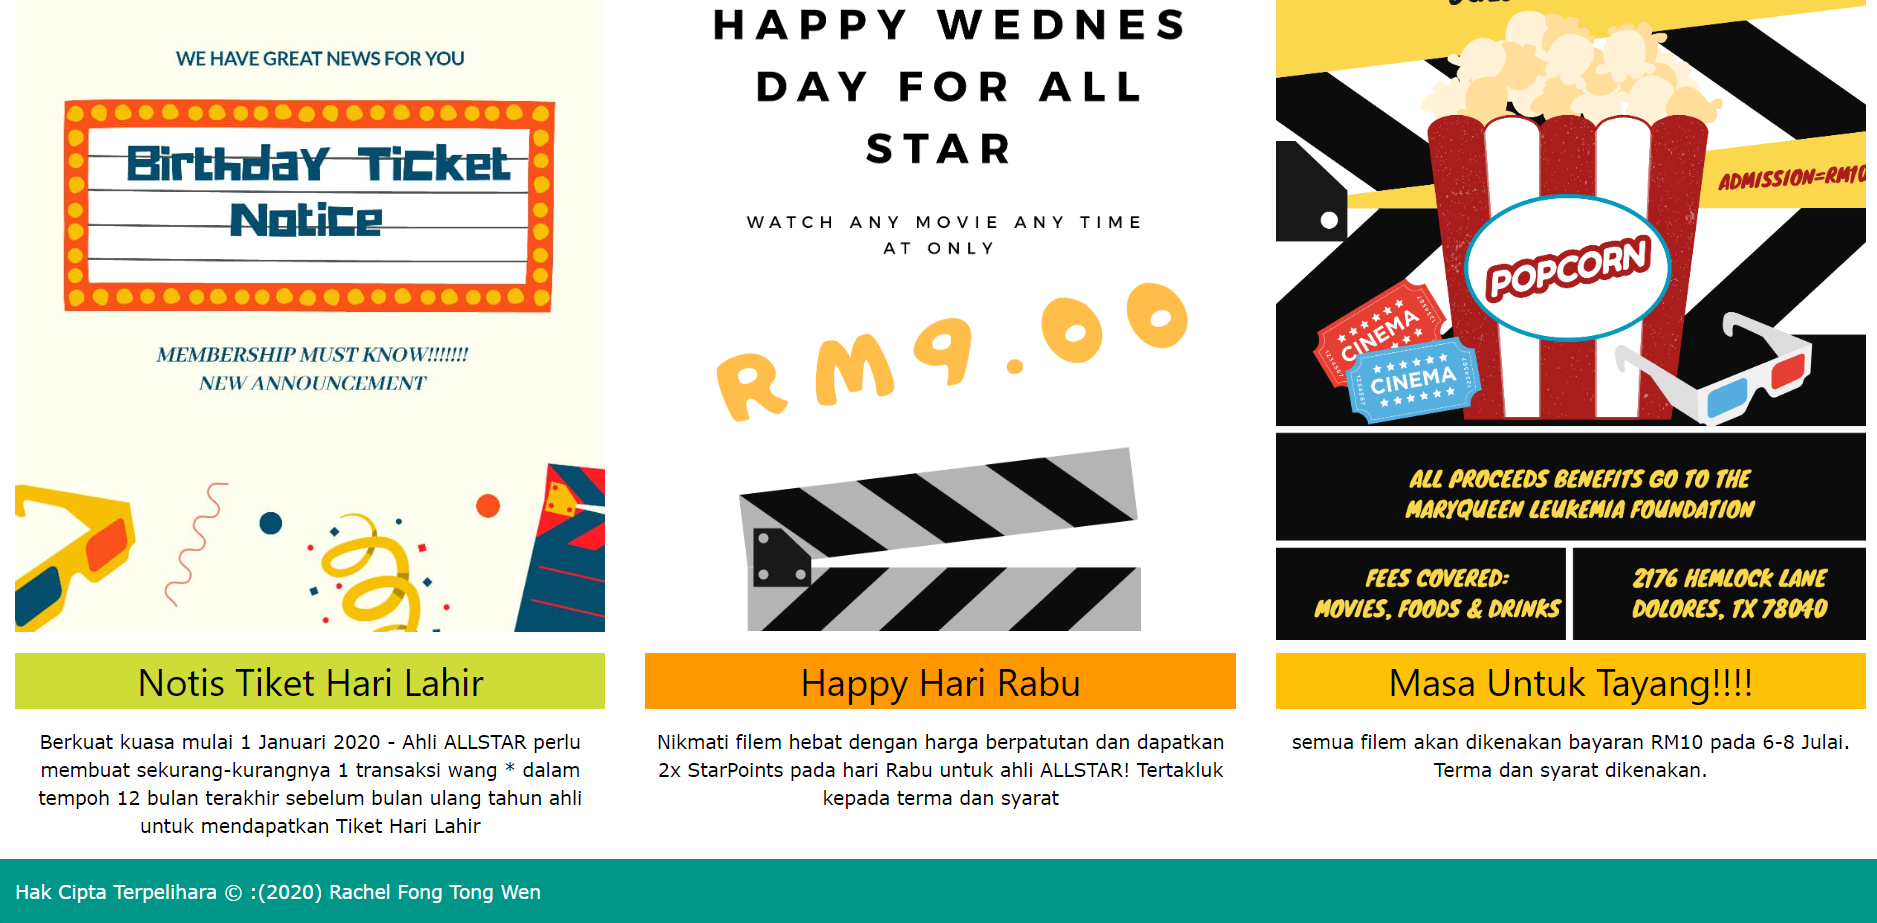 WE HAVE GREAT NEWS FOR YOU
BirthdaY Ticket
Notice
MEMBERSHIP MUST KNOW!!!!!!!
NEW ANNOUNCEMENT
HAPPY WEDNES
DAY FOR ALL
STAR
WATCH ANY MOVIE ANY TIME
AT ONLY
RM9.00
ADMISSION=RM10
POPCORN
CINEMA
1234567
1234567
CINEMA
1234567
1234567
ALL PROCEEDS BENEFITS GO TO THE
MARYQUEEN LEUKEMIA FOUNDATION
FEES COVERED:
MOVIES, FOODS & DRINKS
2176 HEMLOCK LANE
DOLORES, TX 78040
Notis Tiket Hari Lahir
Berkuat kuasa mulai 1 Januari 2020 - Ahli ALLSTAR perlu
membuat sekurang-kurangnya 1 transaksi wang * dalam
tempoh 12 bulan terakhir sebelum bulan ulang tahun ahli
untuk mendapatkan Tiket Hari Lahir
Happy Hari Rabu
Nikmati filem hebat dengan harga berpatutan dan dapatkan
2x StarPoints pada hari Rabu untuk ahli ALLSTAR! Tertakluk
kepada terma dan syarat
Masa Untuk Tayang!!!!
semua filem akan dikenakan bayaran RM10 pada 6-8 Julai.
Terma dan syarat dikenakan.
Hak Cipta Terpelihara © :(2020) Rachel Fong Tong Wen